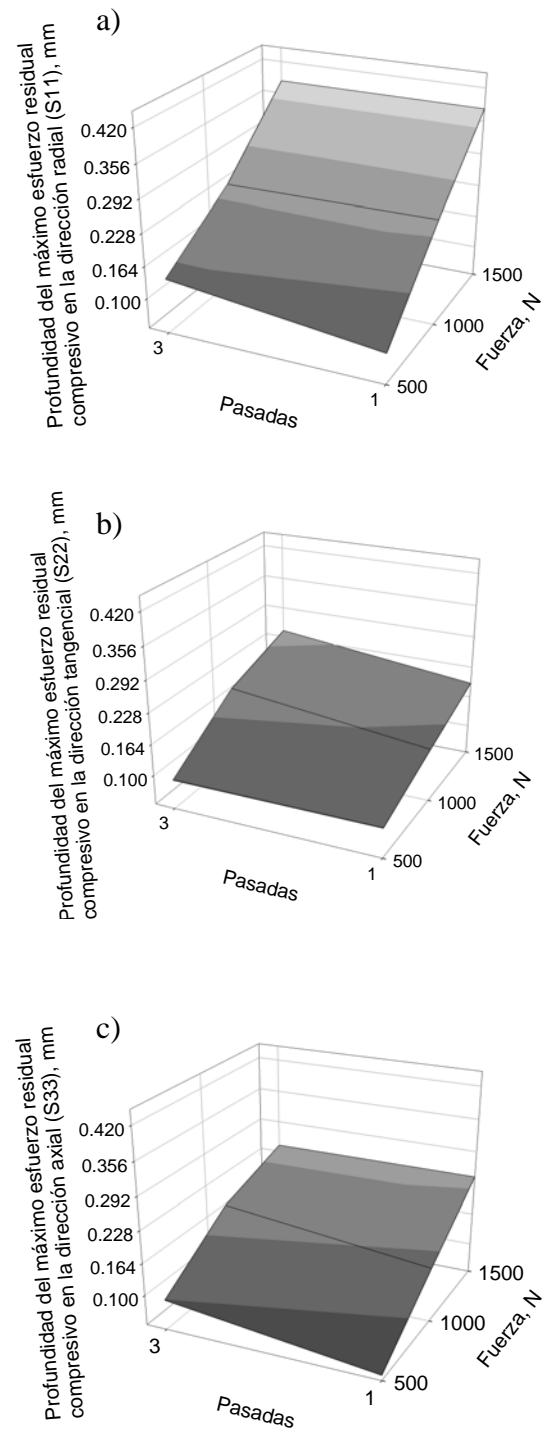 a)
Profundidad del máximo esfuerzo residual
compresivo en la dirección radial (S11), mm
0.420
0.356
0.292
0.228
0.164
0.100
3
Pasadas
1
500
1000
1500
Fuerza, N
b)
Profundidad del máximo esfuerzo residual
compresivo en la dirección tangencial (S22), mm
0.420
0.356
0.292
0.228
0.164
0.100
3
Pasadas
1
500
1000
1500
Fuerza, N
c)
Profundidad del máximo esfuerzo residual
compresivo en la dirección axial (S33), mm
0.420
0.356
0.292
0.228
0.164
0.100
3
Pasadas
1
500
1000
1500
Fuerza, N